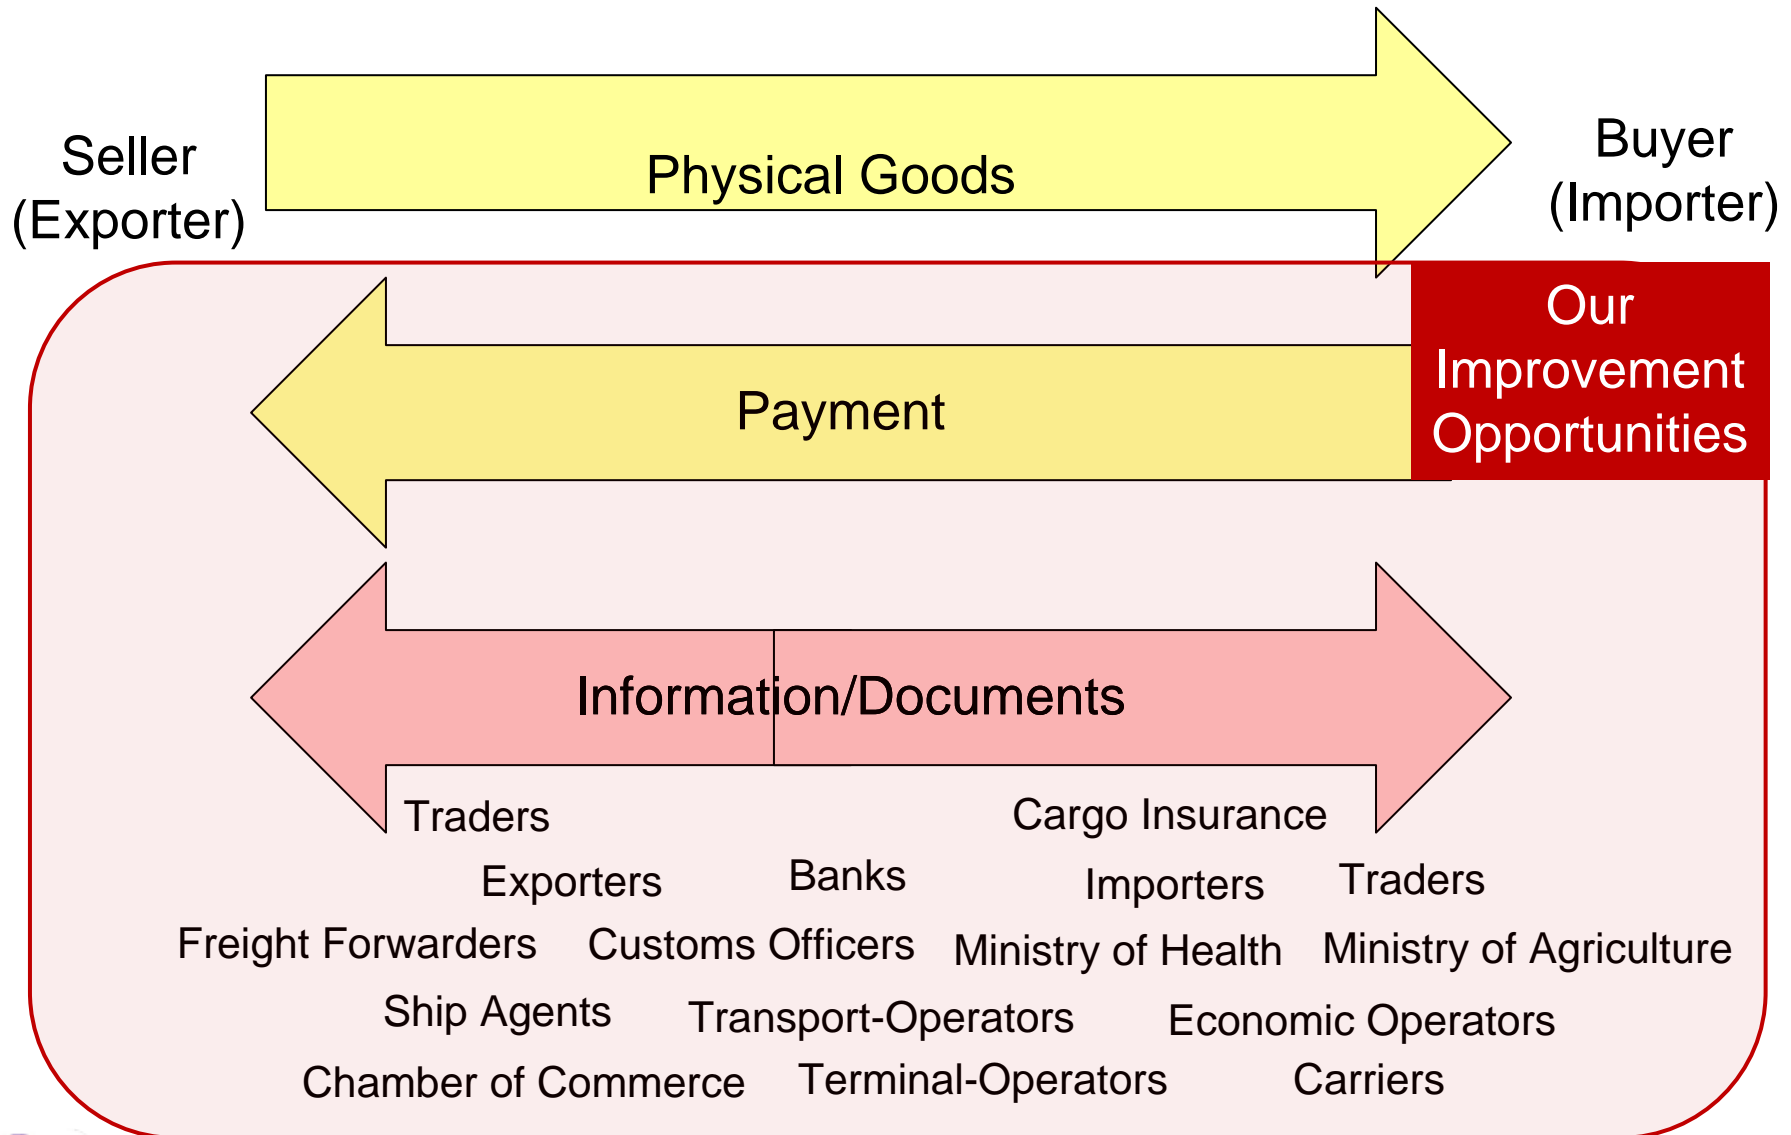 Seller
(Exporter)
Physical Goods
Buyer
(Importer)
Our
Improvement
Opportunities
Payment
Information/Documents
Traders
Cargo Insurance
Exporters
Banks
Importers
Traders
Freight Forwarders
Customs Officers
Ministry of Health
Ministry of Agriculture
Ship Agents
Transport-Operators
Economic Operators
Chamber of Commerce
Terminal-Operators
Carriers